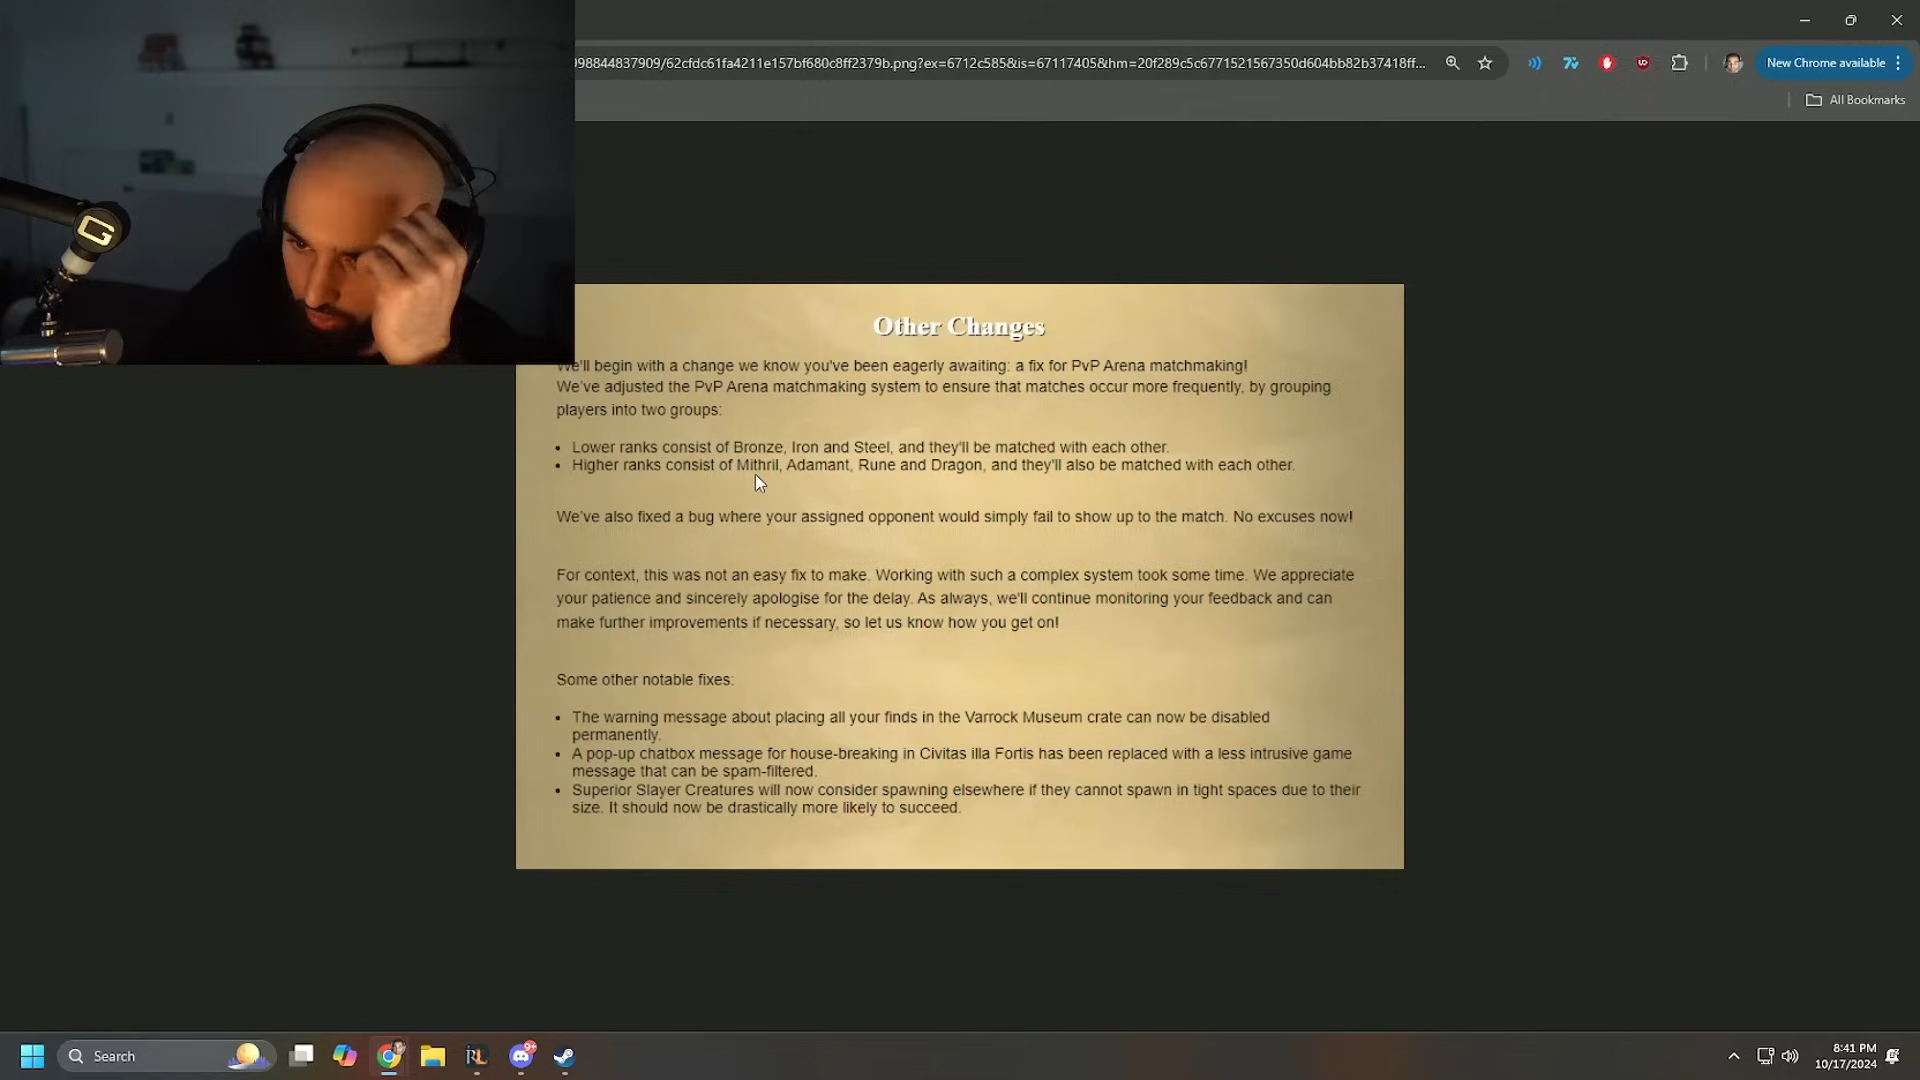 998844837909/62cfdc61fa4211e157bf680c8ff2379b.png?ex=6712c585&is=67117405&hm=20f289c5c6771521567350d604bb82b37418ff...
New Chrome available
All Bookmarks
G
Other Changes
We'll begin with a change we know you've been eagerly awaiting: a fix for PvP Arena matchmaking!
We've adjusted the PvP Arena matchmaking system to ensure that matches occur more frequently, by grouping
players into two groups:
• Lower ranks consist of Bronze, Iron and Steel, and they'll be matched with each other.
• Higher ranks consist of Mithril, Adamant, Rune and Dragon, and they'll also be matched with each other.
We've also fixed a bug where your assigned opponent would simply fail to show up to the match. No excuses now!
For context, this was not an easy fix to make. Working with such a complex system took some time. We appreciate
your patience and sincerely apologise for the delay. As always, we'll continue monitoring your feedback and can
make further improvements if necessary, so let us know how you get on!
Some other notable fixes:
• The warning message about placing all your finds in the Varrock Museum crate can now be disabled
permanently.
• A pop-up chatbox message for house-breaking in Civitas illa Fortis has been replaced with a less intrusive game
message that can be spam-filtered.
• Superior Slayer Creatures will now consider spawning elsewhere if they cannot spawn in tight spaces due to their
size. It should now be drastically more likely to succeed.
Search
RL
9+
8:41 PM
10/17/2024